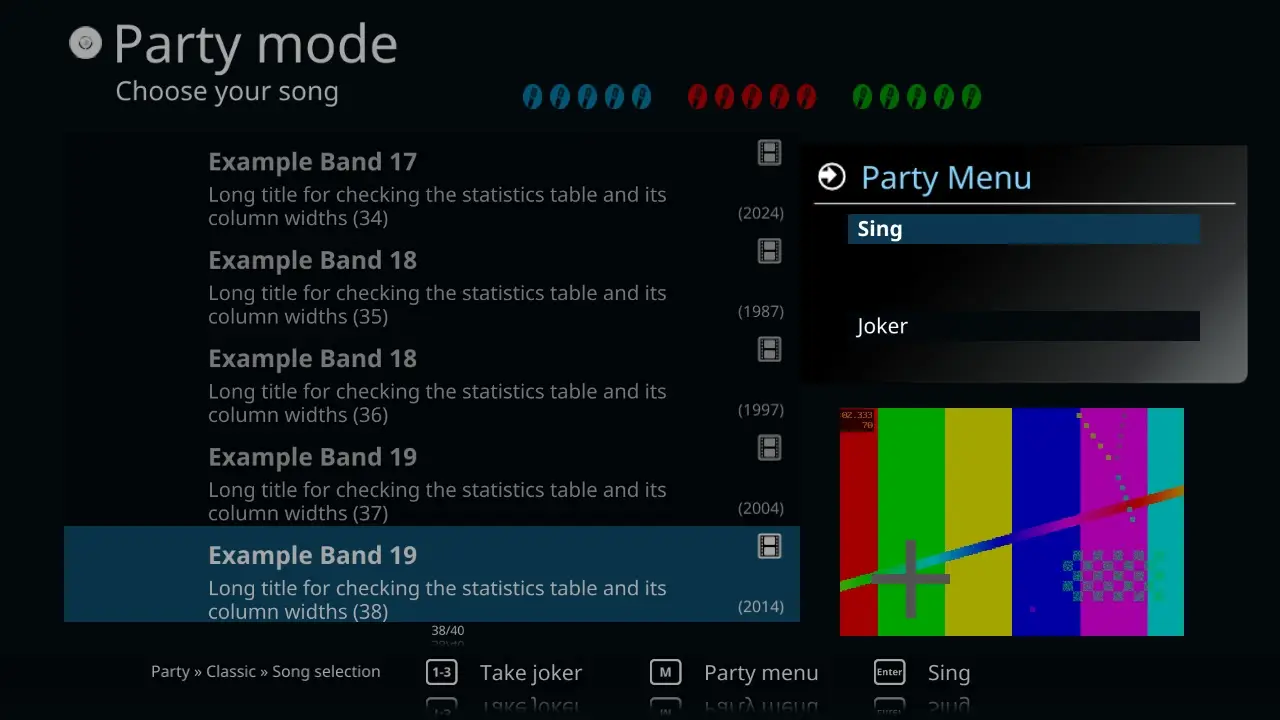 Party mode
Choose your song
Example Band 17
Long title for checking the statistics table and its
column widths (34)
(2024)
Example Band 18
Long title for checking the statistics table and its
column widths (35)
(1987)
Example Band 18
Long title for checking the statistics table and its
column widths (36)
(1997)
Example Band 19
Long title for checking the statistics table and its
column widths (37)
(2004)
Example Band 19
Long title for checking the statistics table and its
column widths (38)
(2014)
38/40
Party Menu
Sing
Joker
02.333
70
Party » Classic » Song selection
1-3 Take joker
M Party menu
Enter Sing